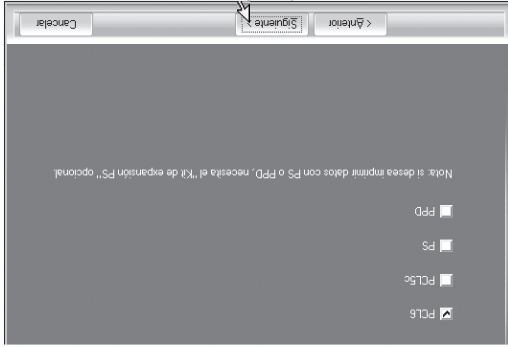 PCL6
PCL5c
PS
PPD
Nota: si desea imprimir datos con PS o PPD, necesita el "Kit de expansión PS" opcional.
< Anterior
Siguiente >
Cancelar